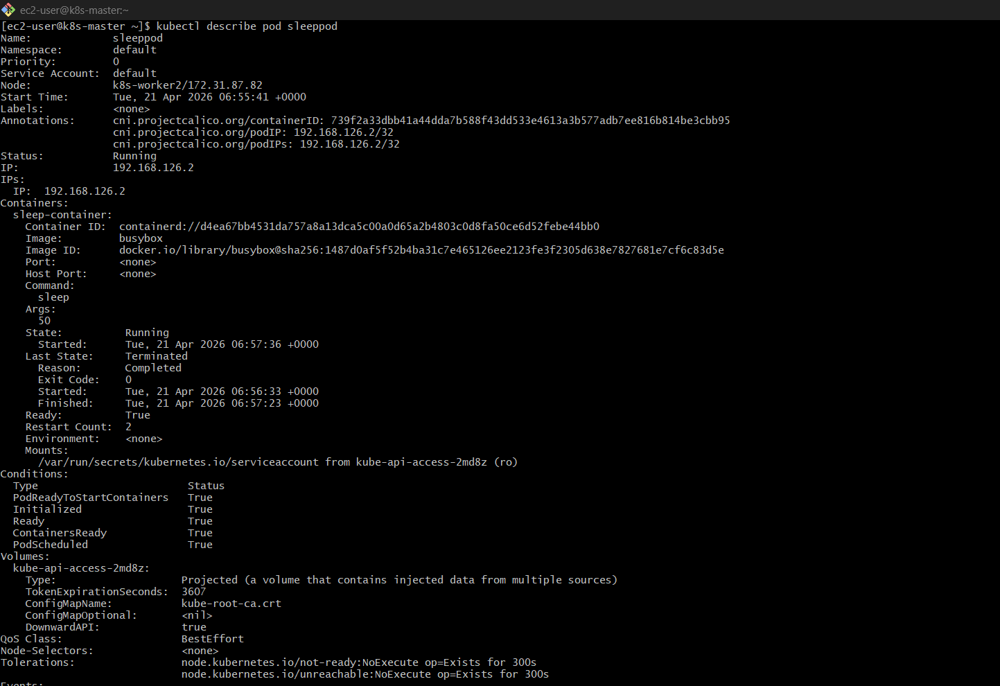 ec2-user@k8s-master:~
[ec2-user@k8s-master ~]$ kubectl describe pod sleeppod
Name:             sleeppod
Namespace:        default
Priority:         0
Service Account:  default
Node:             k8s-worker2/172.31.87.82
Start Time:       Tue, 21 Apr 2026 06:55:41 +0000
Labels:           <none>
Annotations:      cni.projectcalico.org/containerID: 739f2a33dbb41a44dda7b588f43dd533e4613a3b577adb7ee816b814be3cbb95
                  cni.projectcalico.org/podIP: 192.168.126.2/32
                  cni.projectcalico.org/podIPs: 192.168.126.2/32
Status:           Running
IP:               192.168.126.2
IPs:
  IP:  192.168.126.2
Containers:
  sleep-container:
    Container ID:  containerd://d4ea67bb4531da757a8a13dca5c00a0d65a2b4803c0d8fa50ce6d52febe44bb0
    Image:         busybox
    Image ID:      docker.io/library/busybox@sha256:1487d0af5f52b4ba31c7e465126ee2123fe3f2305d638e7827681e7cf6c83d5e
    Port:          <none>
    Host Port:     <none>
    Command:
      sleep
    Args:
      50
    State:          Running
      Started:      Tue, 21 Apr 2026 06:57:36 +0000
    Last State:     Terminated
      Reason:       Completed
      Exit Code:    0
      Started:      Tue, 21 Apr 2026 06:56:33 +0000
      Finished:     Tue, 21 Apr 2026 06:57:23 +0000
    Ready:          True
    Restart Count:  2
    Environment:    <none>
    Mounts:
      /var/run/secrets/kubernetes.io/serviceaccount from kube-api-access-2md8z (ro)
Conditions:
  Type                        Status
  PodReadyToStartContainers   True
  Initialized                 True
  Ready                       True
  ContainersReady             True
  PodScheduled                True
Volumes:
  kube-api-access-2md8z:
    Type:                    Projected (a volume that contains injected data from multiple sources)
    TokenExpirationSeconds:  3607
    ConfigMapName:           kube-root-ca.crt
    ConfigMapOptional:       <nil>
    DownwardAPI:             true
QoS Class:                   BestEffort
Node-Selectors:              <none>
Tolerations:                 node.kubernetes.io/not-ready:NoExecute op=Exists for 300s
                             node.kubernetes.io/unreachable:NoExecute op=Exists for 300s
Events: